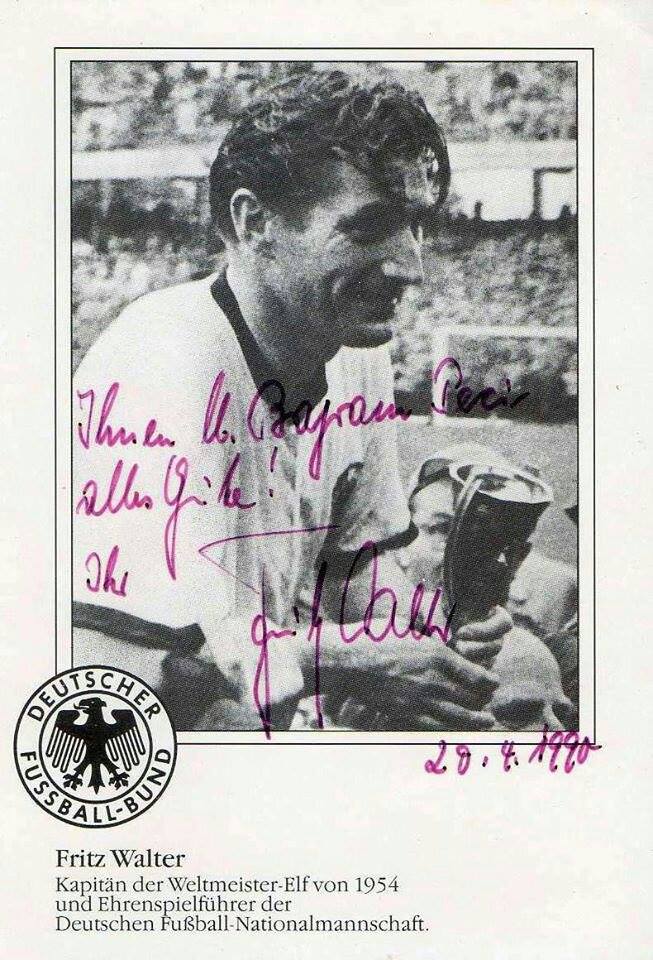 Ihnen u. Bayram
alles Gute!
Ihr
Fritz Walter
20.4.1990
DEUTSCHER
FUSSBALL-BUND
Fritz Walter
Kapitän der Weltmeister-Elf von 1954
und Ehrenspielführer der
Deutschen Fußball-Nationalmannschaft.